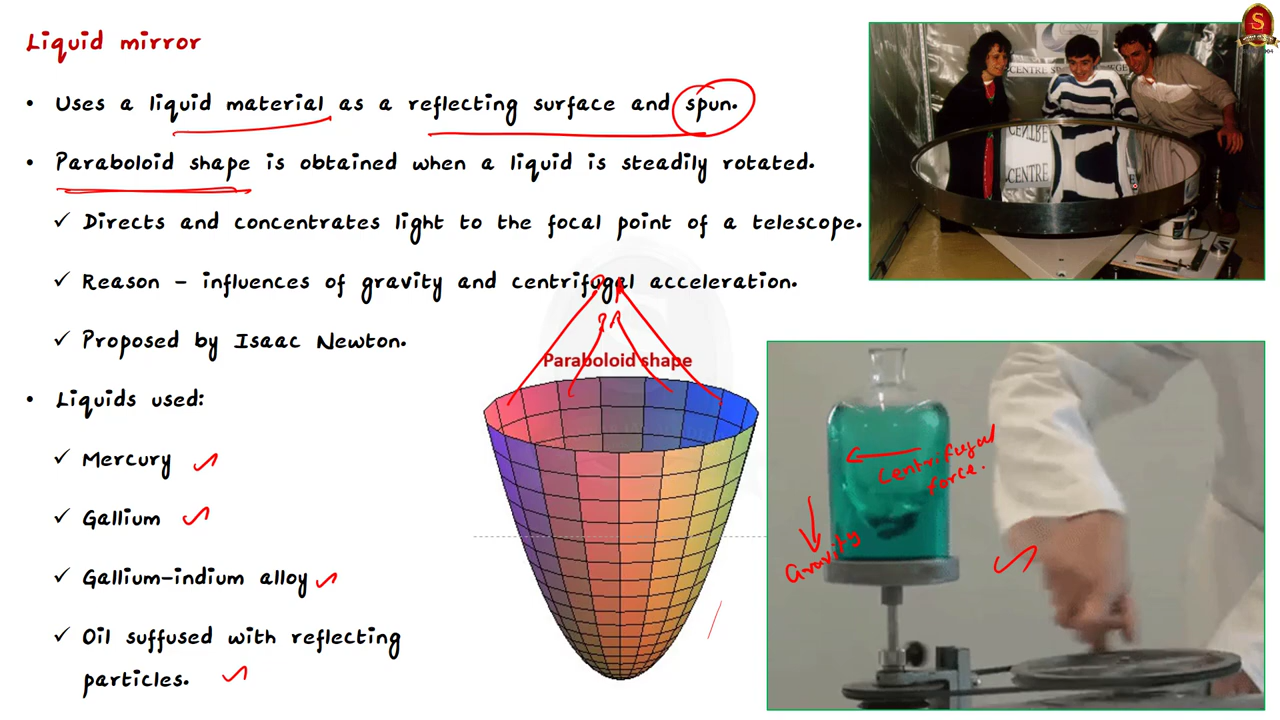 Liquid mirror
• Uses a liquid material as a reflecting surface and spun.
• Paraboloid shape is obtained when a liquid is steadily rotated.
✓ Directs and concentrates light to the focal point of a telescope.
✓ Reason – influences of gravity and centrifugal acceleration.
✓ Proposed by Isaac Newton.
• Liquids used:
✓ Mercury
✓ Gallium
✓ Gallium-indium alloy
✓ Oil suffused with reflecting
particles.
Paraboloid shape
CENTRE
CENTRE
CENTRE
Centrifugal
force.
Gravity
S